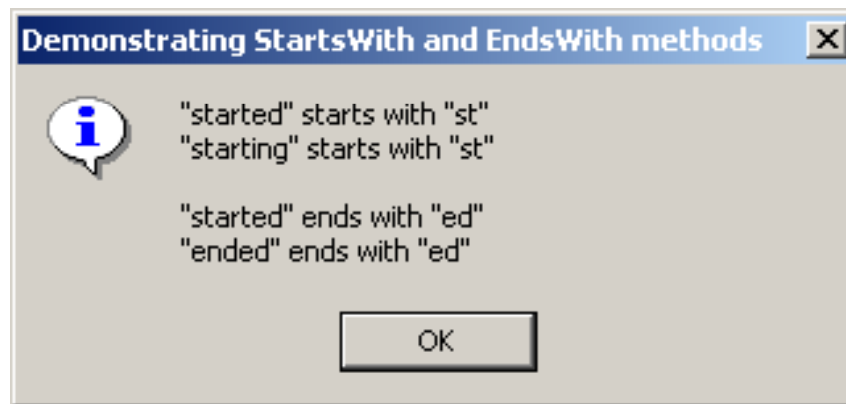 Demonstrating StartsWith and EndsWith methods
"started" starts with "st"
"starting" starts with "st"
"started" ends with "ed"
"ended" ends with "ed"
OK